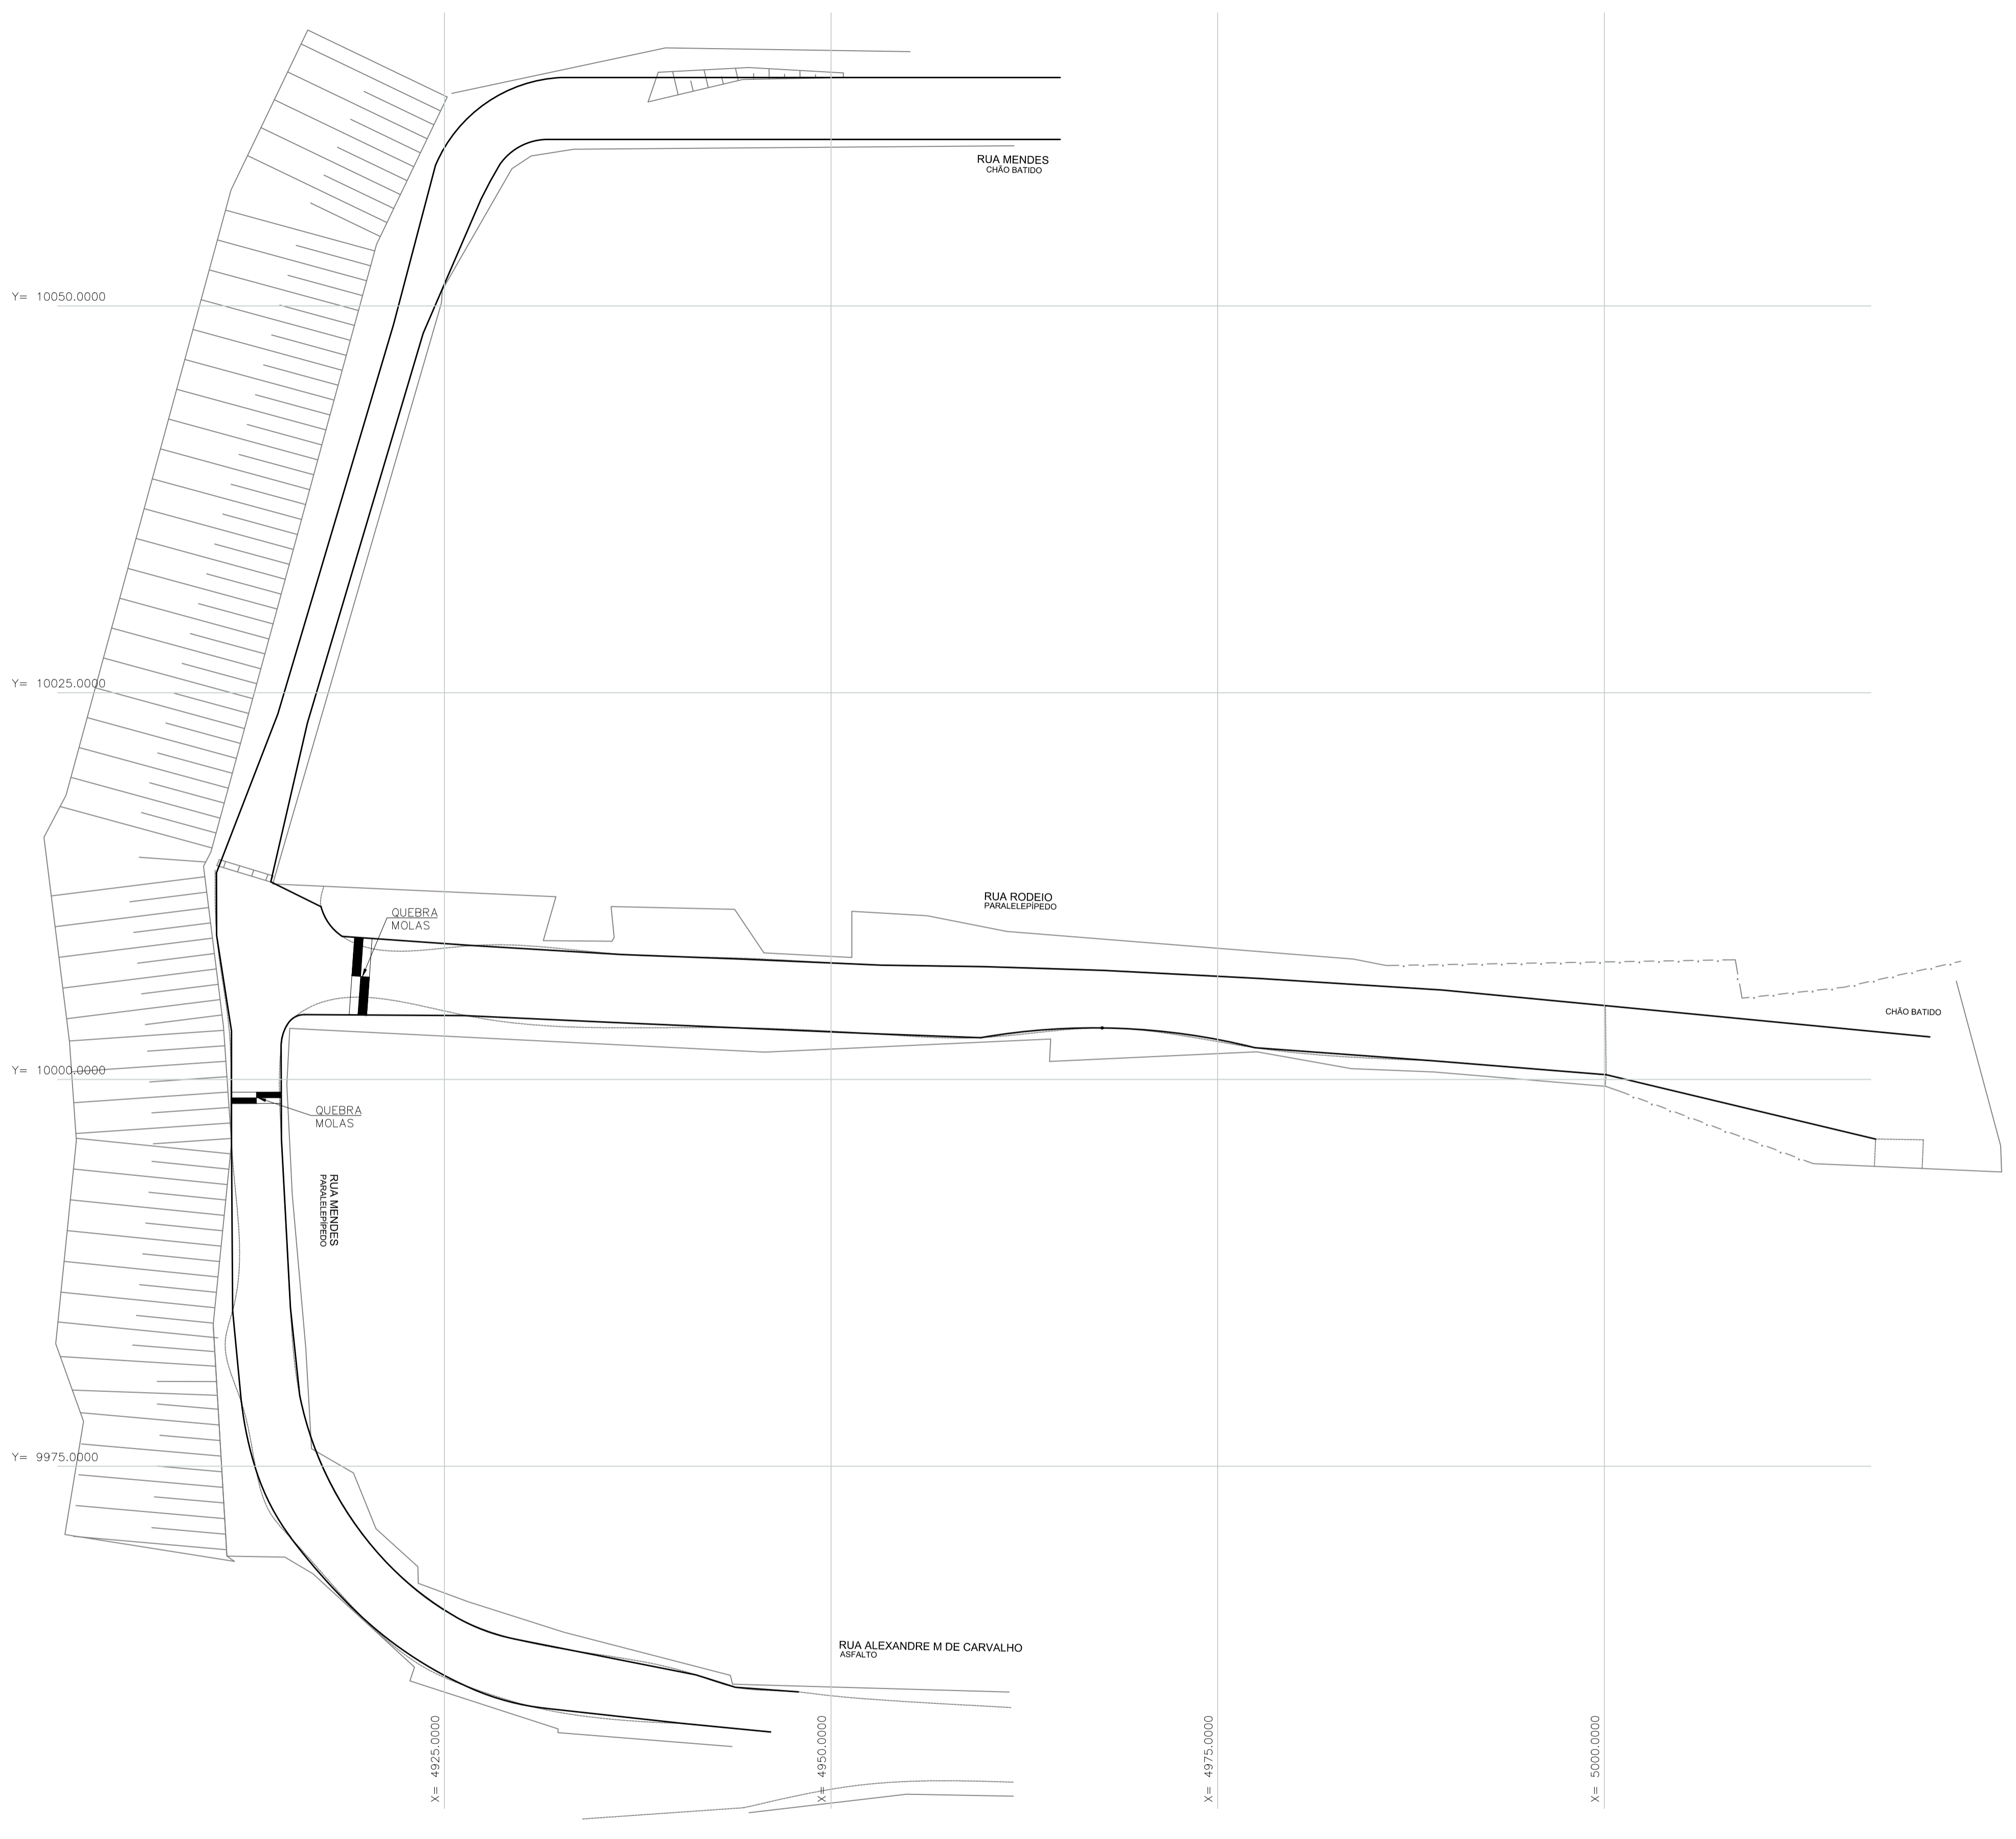 RUA MENDES
CHÃO BATIDO
Y= 10050.0000
Y= 10025.0000
RUA RODEIO
PARALELEPÍPEDO
QUEBRA
MOLAS
CHÃO BATIDO
Y= 10000.0000
QUEBRA
MOLAS
RUA MENDES
PARALELEPÍPEDO
Y= 9975.0000
RUA ALEXANDRE M DE CARVALHO
ASFALTO
X= 4925.0000
X= 4950.0000
X= 4975.0000
X= 5000.0000